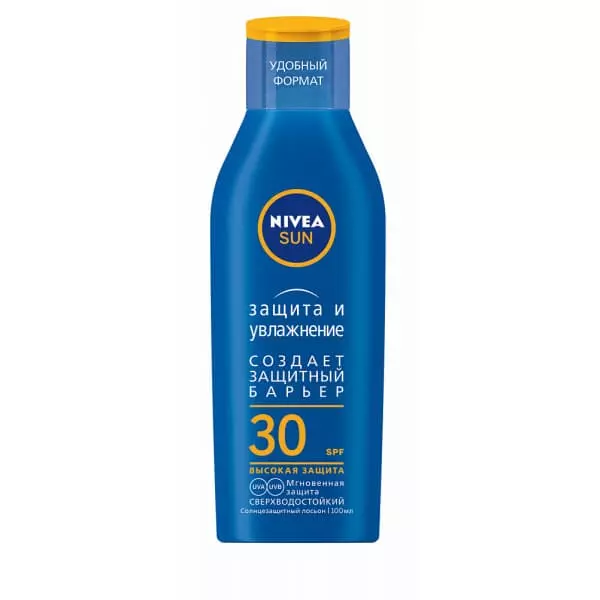 УДОБНЫЙ
ФОРМАТ
NIVEA
SUN
защита и
увлажнение
СОЗДАЕТ
ЗАЩИТНЫЙ
БАРЬЕР
30 SPF
ВЫСОКАЯ ЗАЩИТА
UVA UVB Мгновенная
защита
СВЕРХВОДОСТОЙКИЙ
Солнцезащитный лосьон | 100мл